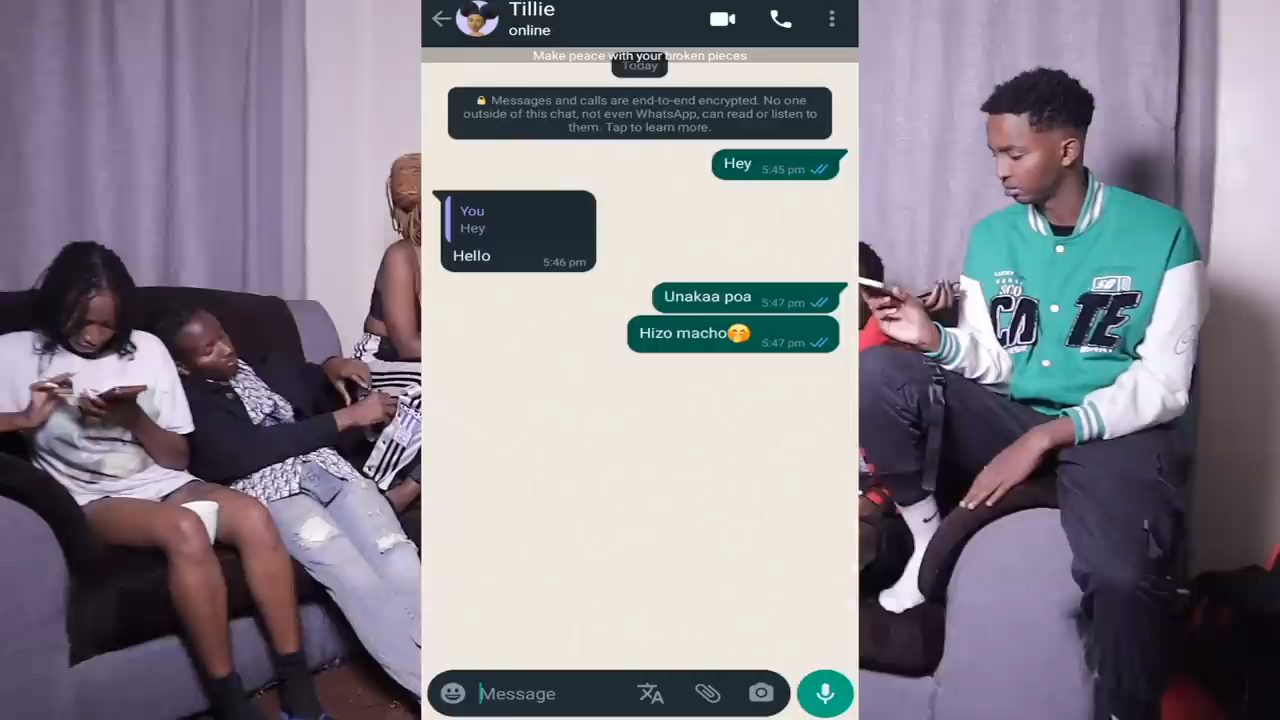 Tillie
online
Make peace with your broken pieces
Today
Messages and calls are end-to-end encrypted. No one
outside of this chat, not even WhatsApp, can read or listen to
them. Tap to learn more.
Hey 5:45 pm
You
Hey
Hello 5:46 pm
Unakaa poa 5:47 pm
Hizo macho🤭 5:47 pm
Message
CA TE